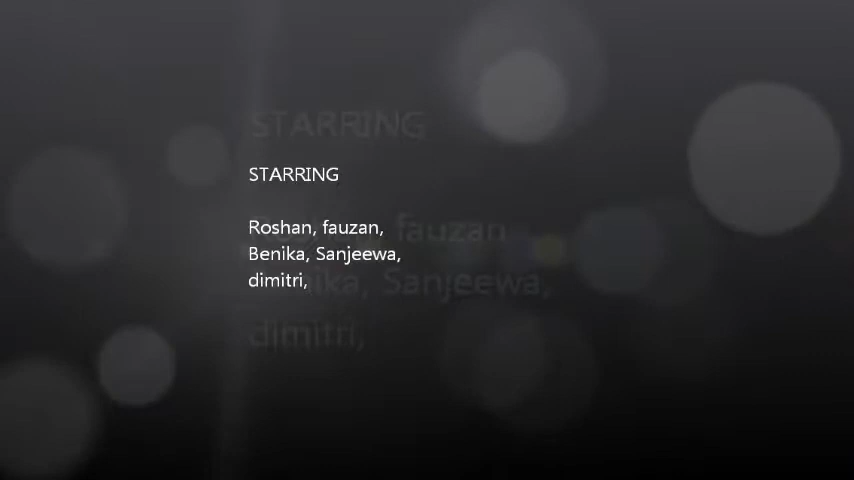 STARRING
Roshan, fauzan,
Benika, Sanjeewa,
dimitri,